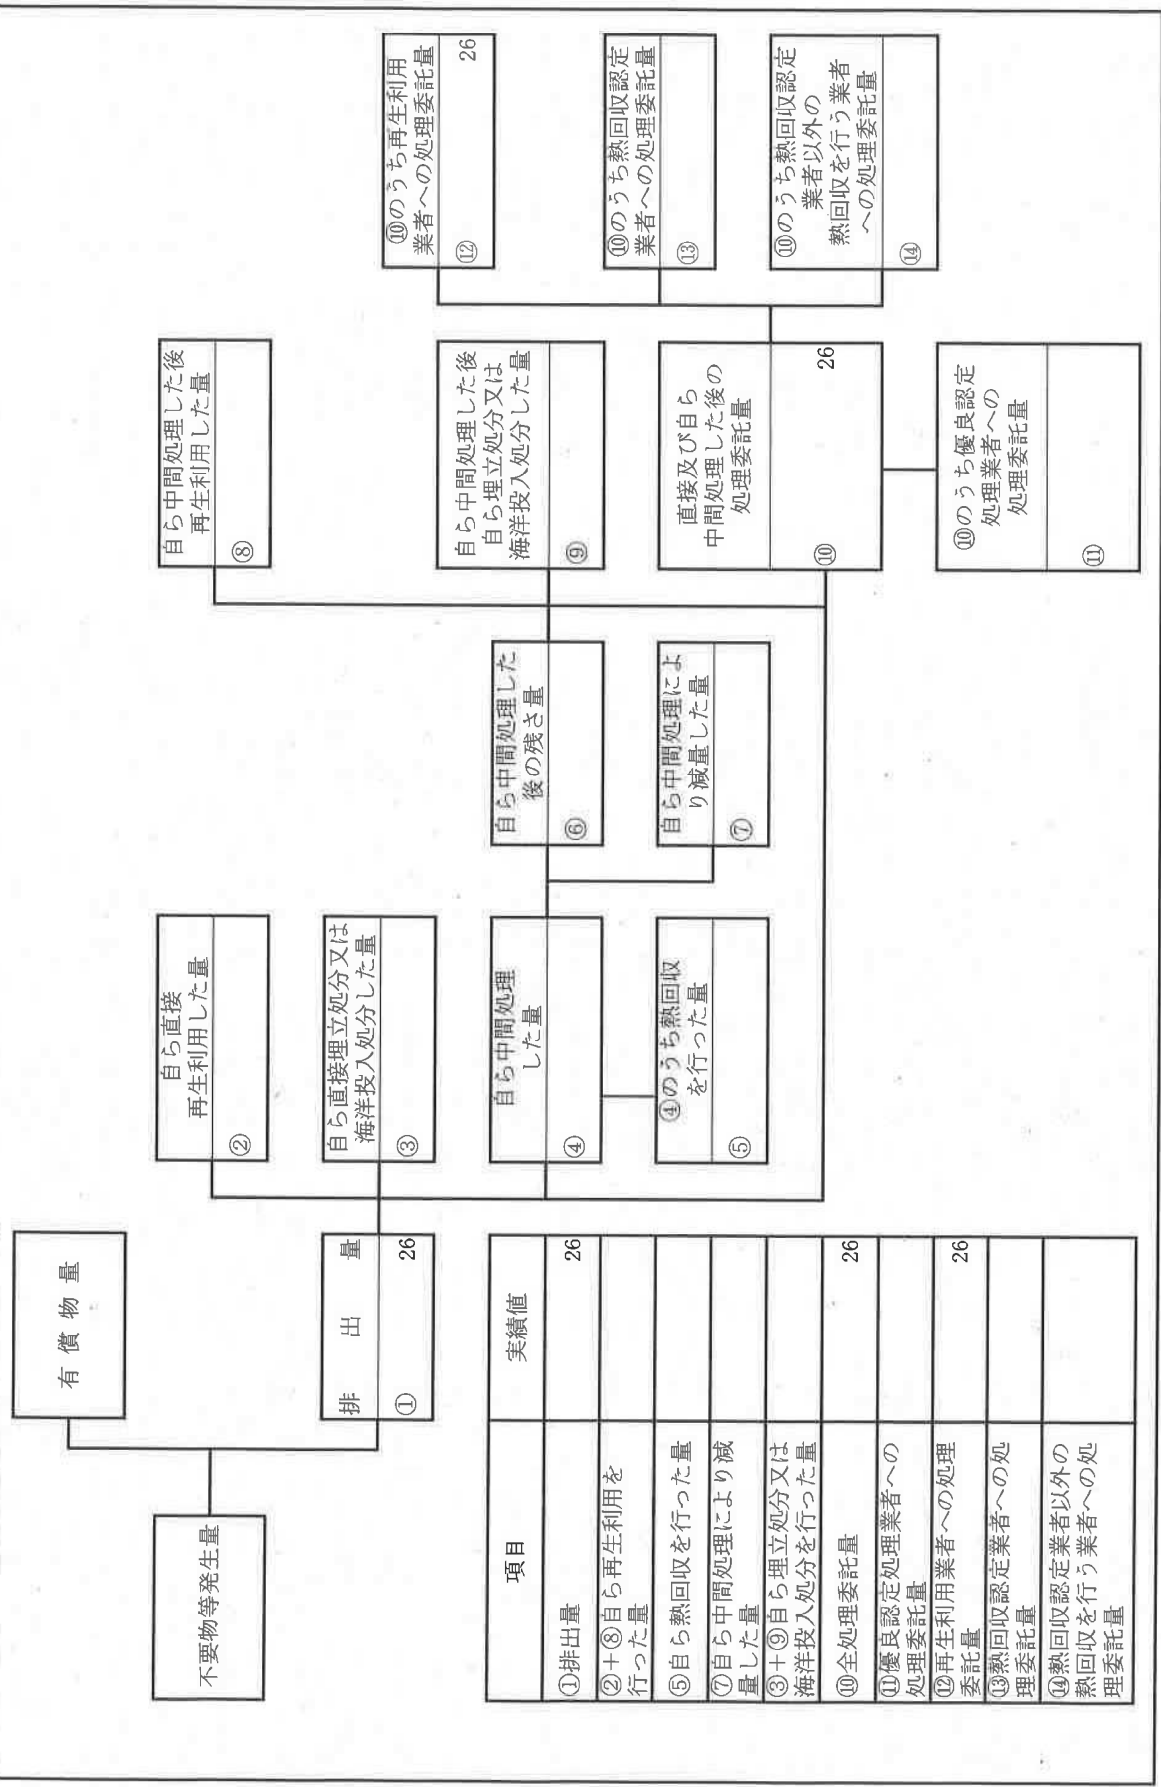 不要物等発生量
有償物量
排出量
① 26
自ら直接
再生利用した量
②
自ら直接埋立処分又は
海洋投入処分した量
③
自ら中間処理
した量
④
④のうち熱回収
を行った量
⑤
自ら中間処理した
後の残さ量
⑥
自ら中間処理によ
り減量した量
⑦
自ら中間処理した後
再生利用した量
⑧
自ら中間処理した後
自ら埋立処分又は
海洋投入処分した量
⑨
直接及び自ら
中間処理した後の
処理委託量
⑩ 26
⑩のうち優良認定
処理業者への
処理委託量
⑪
⑩のうち再生利用
業者への処理委託量
⑫ 26
⑩のうち熱回収認定
業者への処理委託量
⑬
⑩のうち熱回収認定
業者以外の
熱回収を行う業者
への処理委託量
⑭
項目 実績値
①排出量 26
②+⑧自ら再生利用を
行った量
⑤自ら熱回収を行った量
⑦自ら中間処理により減
量した量
③+⑨自ら埋立処分又は
海洋投入処分を行った量
⑩全処理委託量 26
⑪優良認定処理業者への
処理委託量
⑫再生利用業者への処理
委託量 26
⑬熱回収認定業者への処
理委託量
⑭熱回収認定業者以外の
熱回収を行う業者への処
理委託量